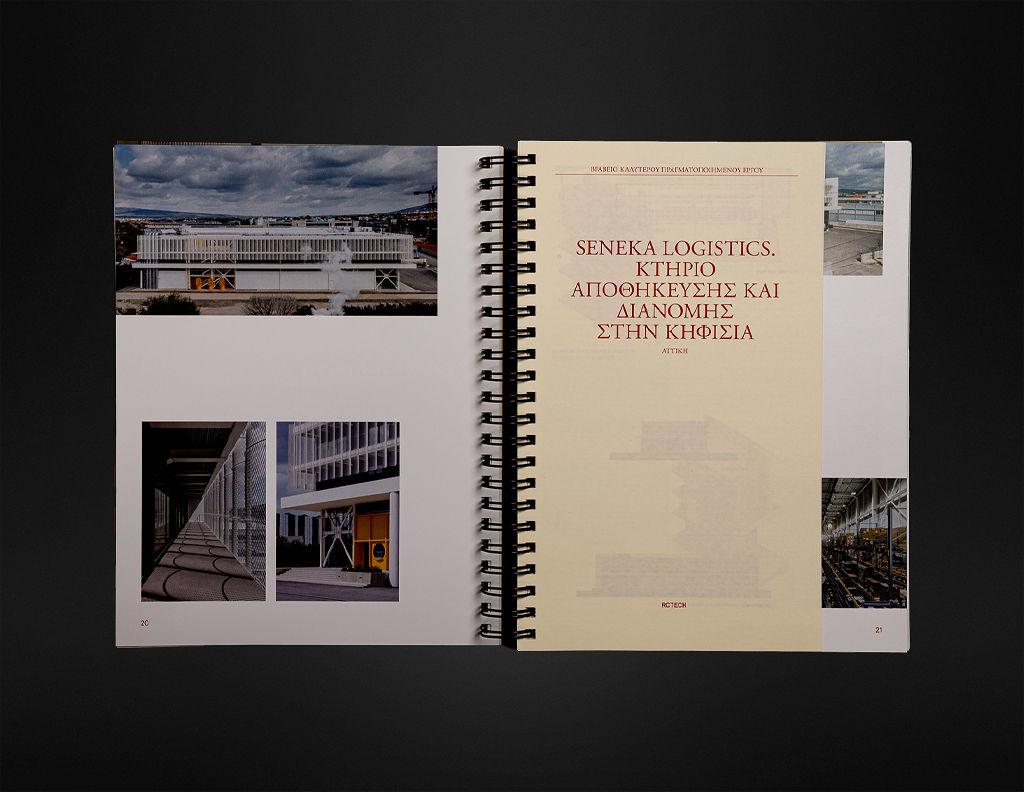 20
ΒΡΑΒΕΙΟ ΚΑΛΥΤΕΡΟΥ ΠΡΑΓΜΑΤΟΠΟΙΗΜΕΝΟΥ ΕΡΓΟΥ
SENEKA LOGISTICS.
ΚΤΗΡΙΟ
ΑΠΟΘΗΚΕΥΣΗΣ ΚΑΙ
ΔΙΑΝΟΜΗΣ
ΣΤΗΝ ΚΗΦΙΣΙΑ
ΑΤΤΙΚΗ
RCTECH
21